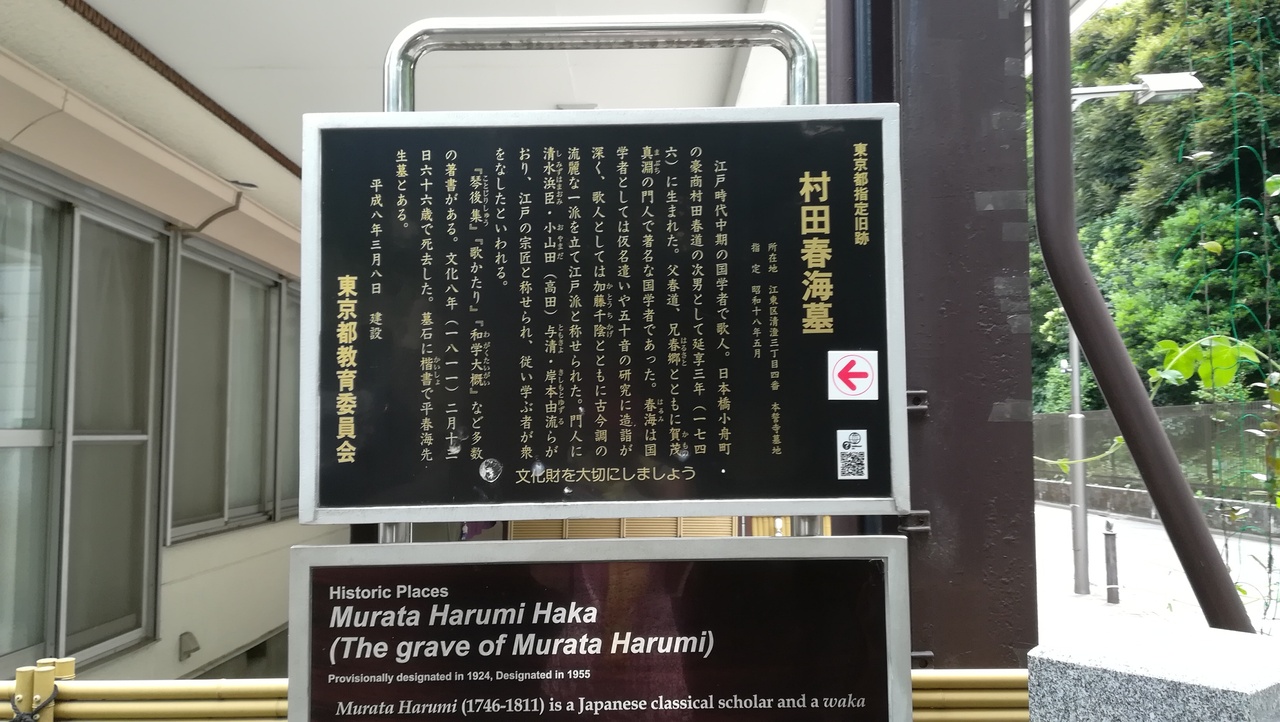 東京都指定旧跡
村田春海墓
所在地 江東区清澄三丁目四番 本誓寺墓地
指定 昭和十八年五月
江戸時代中期の国学者で歌人。日本橋小舟町
の豪商村田春道の次男として延享三年(一七四
六)に生まれた。父春道、兄春郷とともに賀茂
真淵の門人で著名な国学者であった。春海は国
学者としては仮名遣いや五十音の研究に造詣が
深く、歌人としては加藤千蔭とともに古今調の
流麗な一派を立て江戸派と称せられた。門人に
清水浜臣・小山田(高田)与清・岸本由流らが
おり、江戸の宗匠と称せられ、従い学ぶ者が衆
をなしたといわれる。
『琴後集』『歌かたり』『和学大概』など多数
の著書がある。文化八年(一八一一)二月十三
日六十六歳で死去した。墓石に楷書で平春海先
生墓とある。
平成八年三月八日 建設
東京都教育委員会
文化財を大切にしましょう
Historic Places
Murata Harumi Haka
(The grave of Murata Harumi)
Provisionally designated in 1924, Designated in 1955
Murata Harumi (1746-1811) is a Japanese classical scholar and a waka